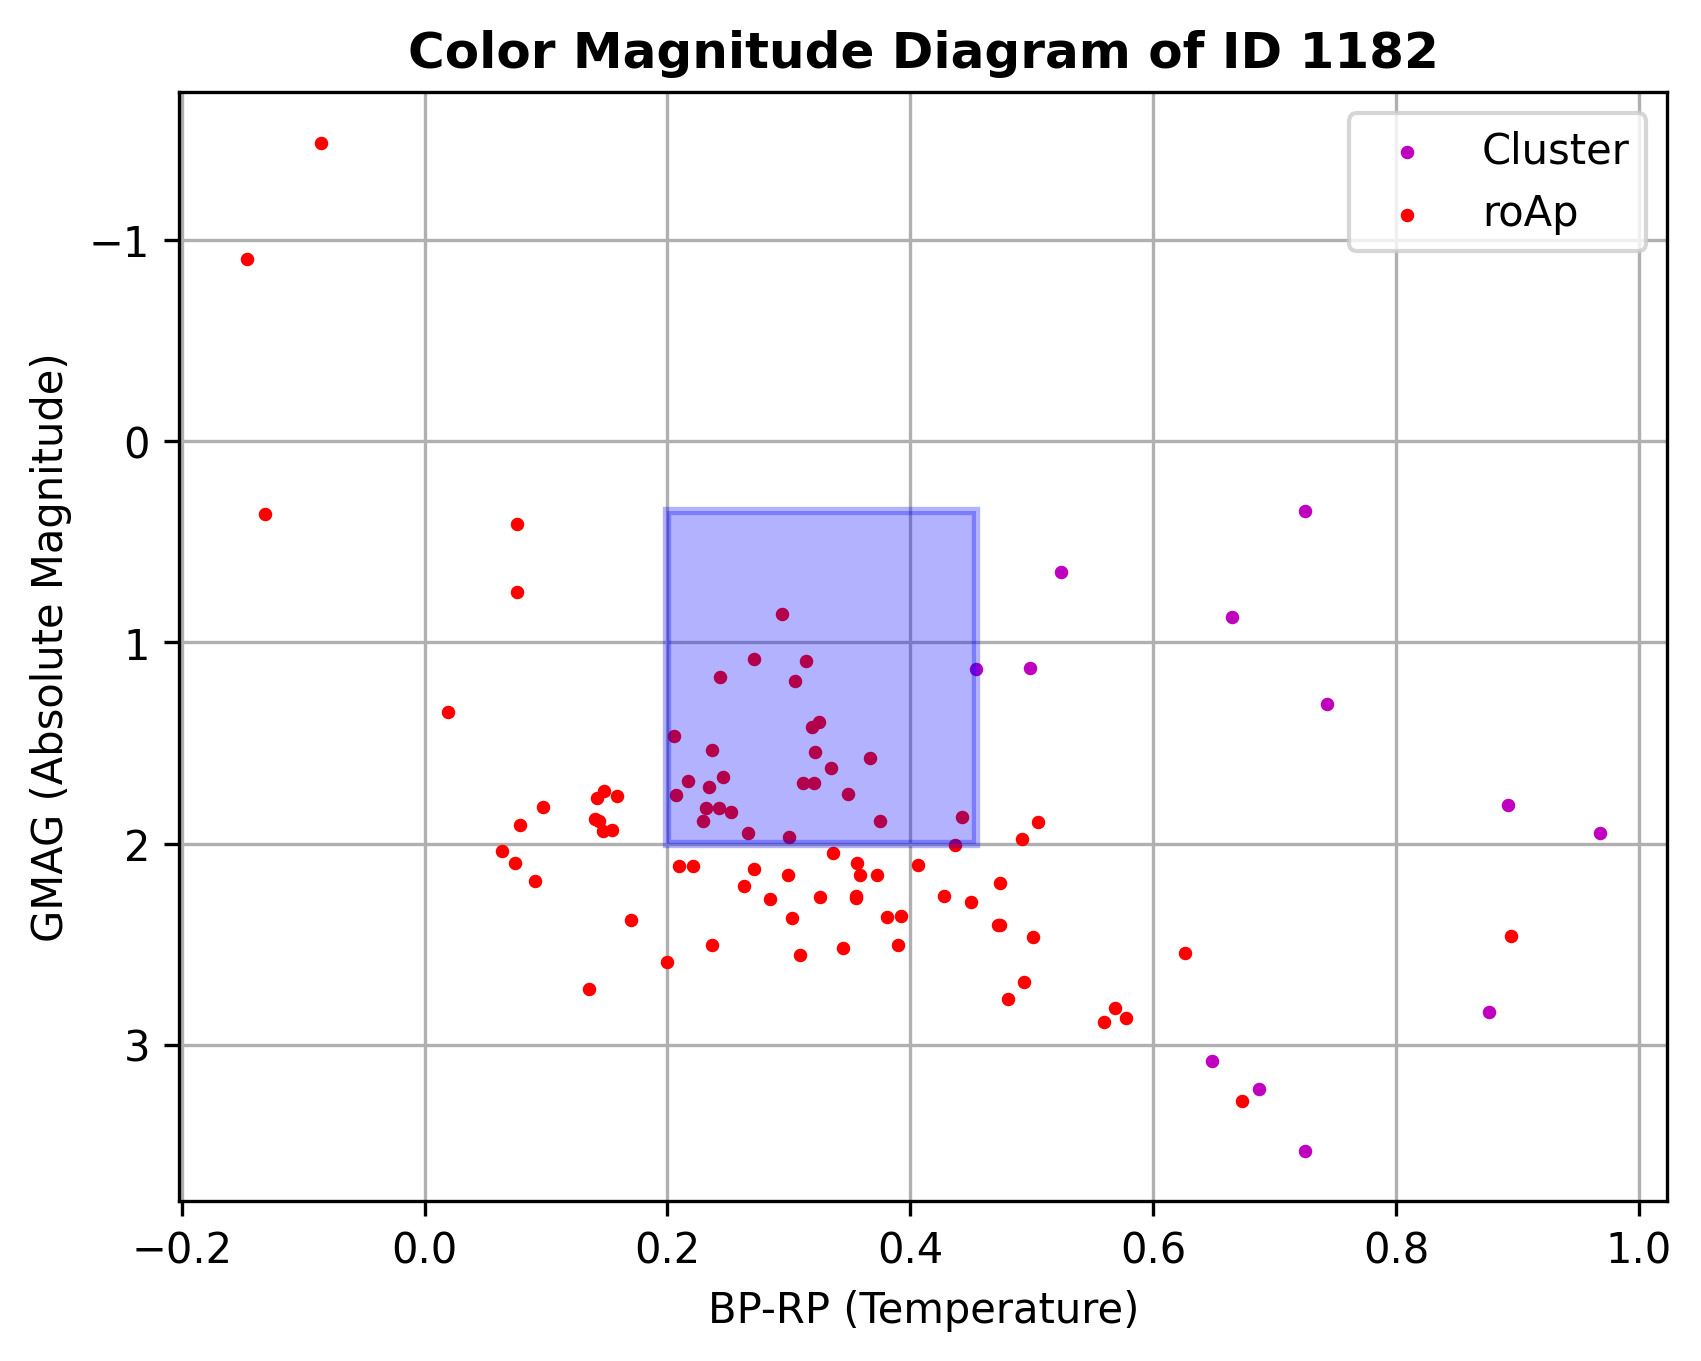 Color Magnitude Diagram of ID 1182
Cluster
roAp
GMAG (Absolute Magnitude)
−1
0
1
2
3
−0.2 0.0 0.2 0.4 0.6 0.8 1.0
BP-RP (Temperature)